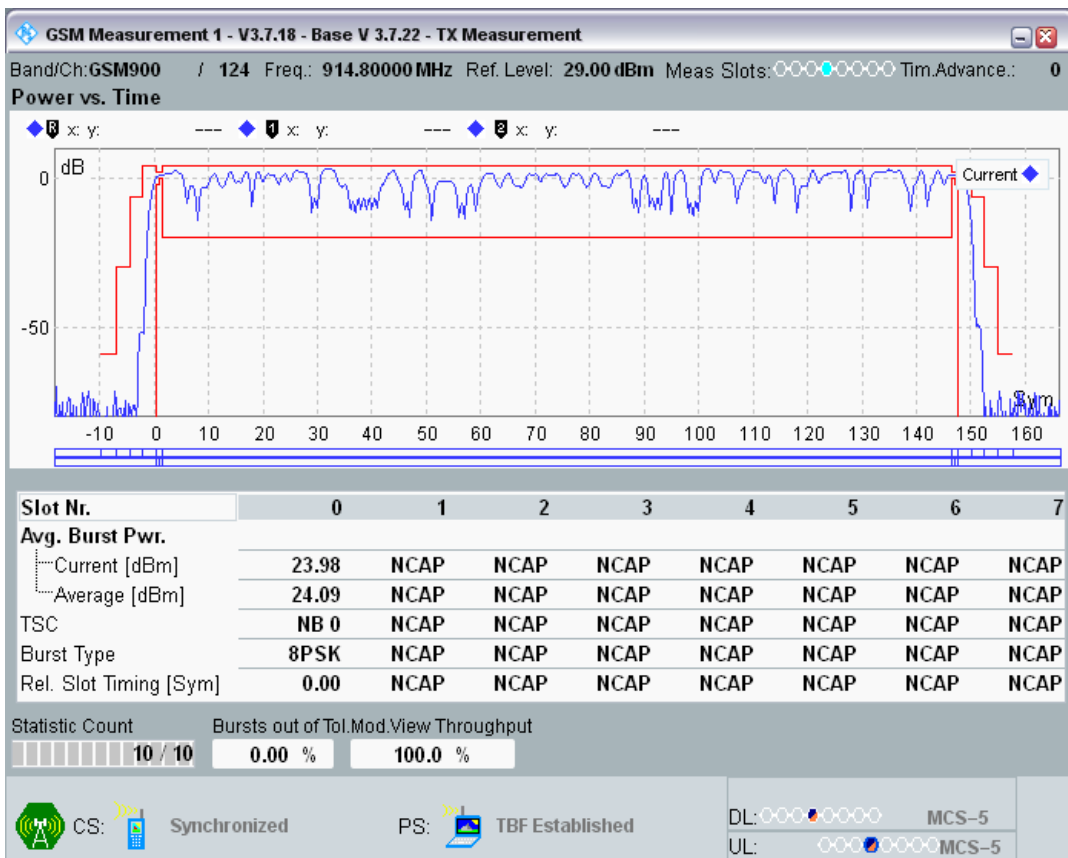 GSM Measurement 1 - V3.7.18 - Base V 3.7.22 - TX Measurement
Band/Ch:GSM900 / 124 Freq.: 914.80000 MHz Ref. Level: 29.00 dBm Meas Slots: Tim.Advance.: 0
Power vs. Time
R x: y: --- 1 x: y: --- 2 x: y: ---
dB
Current
0
-50
Sym
-10 0 10 20 30 40 50 60 70 80 90 100 110 120 130 140 150 160
Slot Nr. 0 1 2 3 4 5 6 7
Avg. Burst Pwr.
Current [dBm] 23.98 NCAP NCAP NCAP NCAP NCAP NCAP NCAP
Average [dBm] 24.09 NCAP NCAP NCAP NCAP NCAP NCAP NCAP
TSC NB 0 NCAP NCAP NCAP NCAP NCAP NCAP NCAP
Burst Type 8PSK NCAP NCAP NCAP NCAP NCAP NCAP NCAP
Rel. Slot Timing [Sym] 0.00 NCAP NCAP NCAP NCAP NCAP NCAP NCAP
Statistic Count Bursts out of Tol.Mod.View Throughput
10 / 10 0.00 % 100.0 %
CS: Synchronized PS: TBF Established
DL: MCS-5
UL: MCS-5